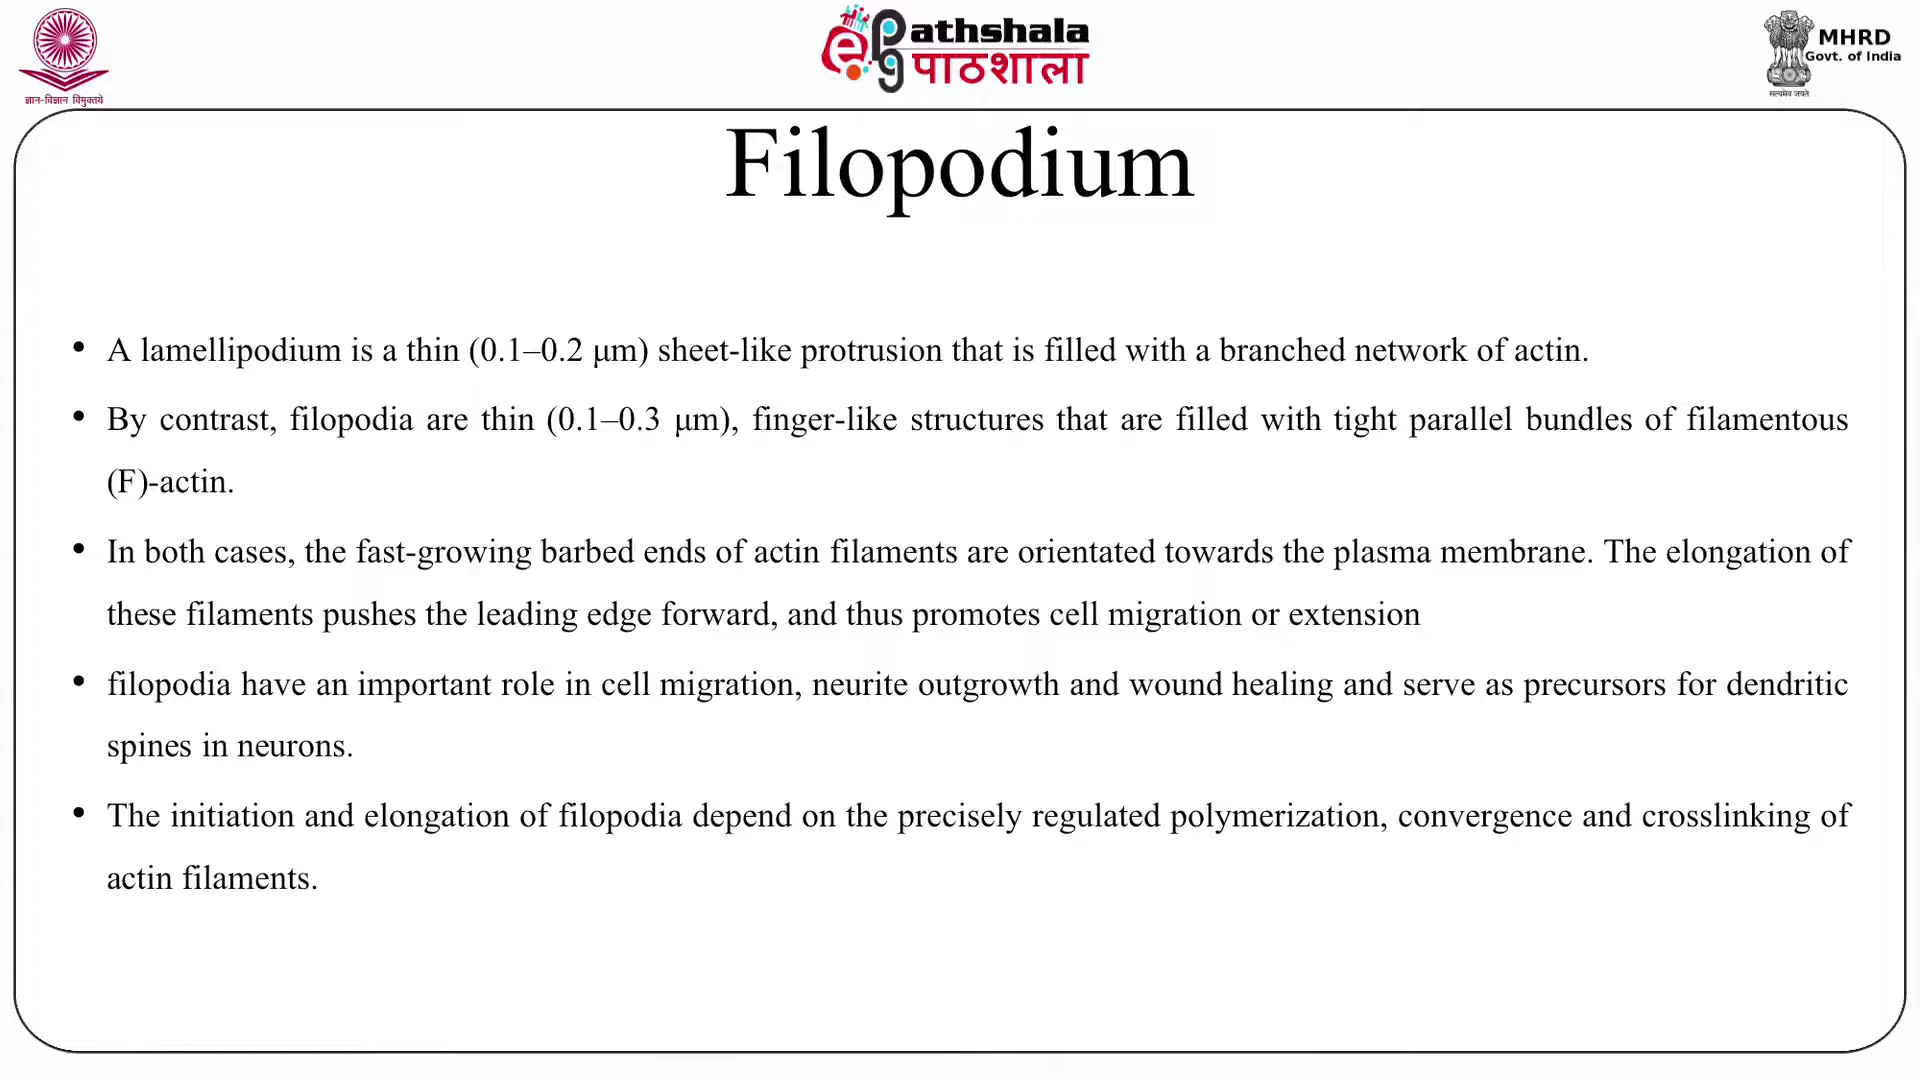 ज्ञान-विज्ञान विमुक्तये
ePG athshala
पाठशाला
MHRD
Govt. of India
सत्यमेव जयते
Filopodium
• A lamellipodium is a thin (0.1–0.2 μm) sheet-like protrusion that is filled with a branched network of actin.
• By contrast, filopodia are thin (0.1–0.3 μm), finger-like structures that are filled with tight parallel bundles of filamentous
(F)-actin.
• In both cases, the fast-growing barbed ends of actin filaments are orientated towards the plasma membrane. The elongation of
these filaments pushes the leading edge forward, and thus promotes cell migration or extension
• filopodia have an important role in cell migration, neurite outgrowth and wound healing and serve as precursors for dendritic
spines in neurons.
• The initiation and elongation of filopodia depend on the precisely regulated polymerization, convergence and crosslinking of
actin filaments.